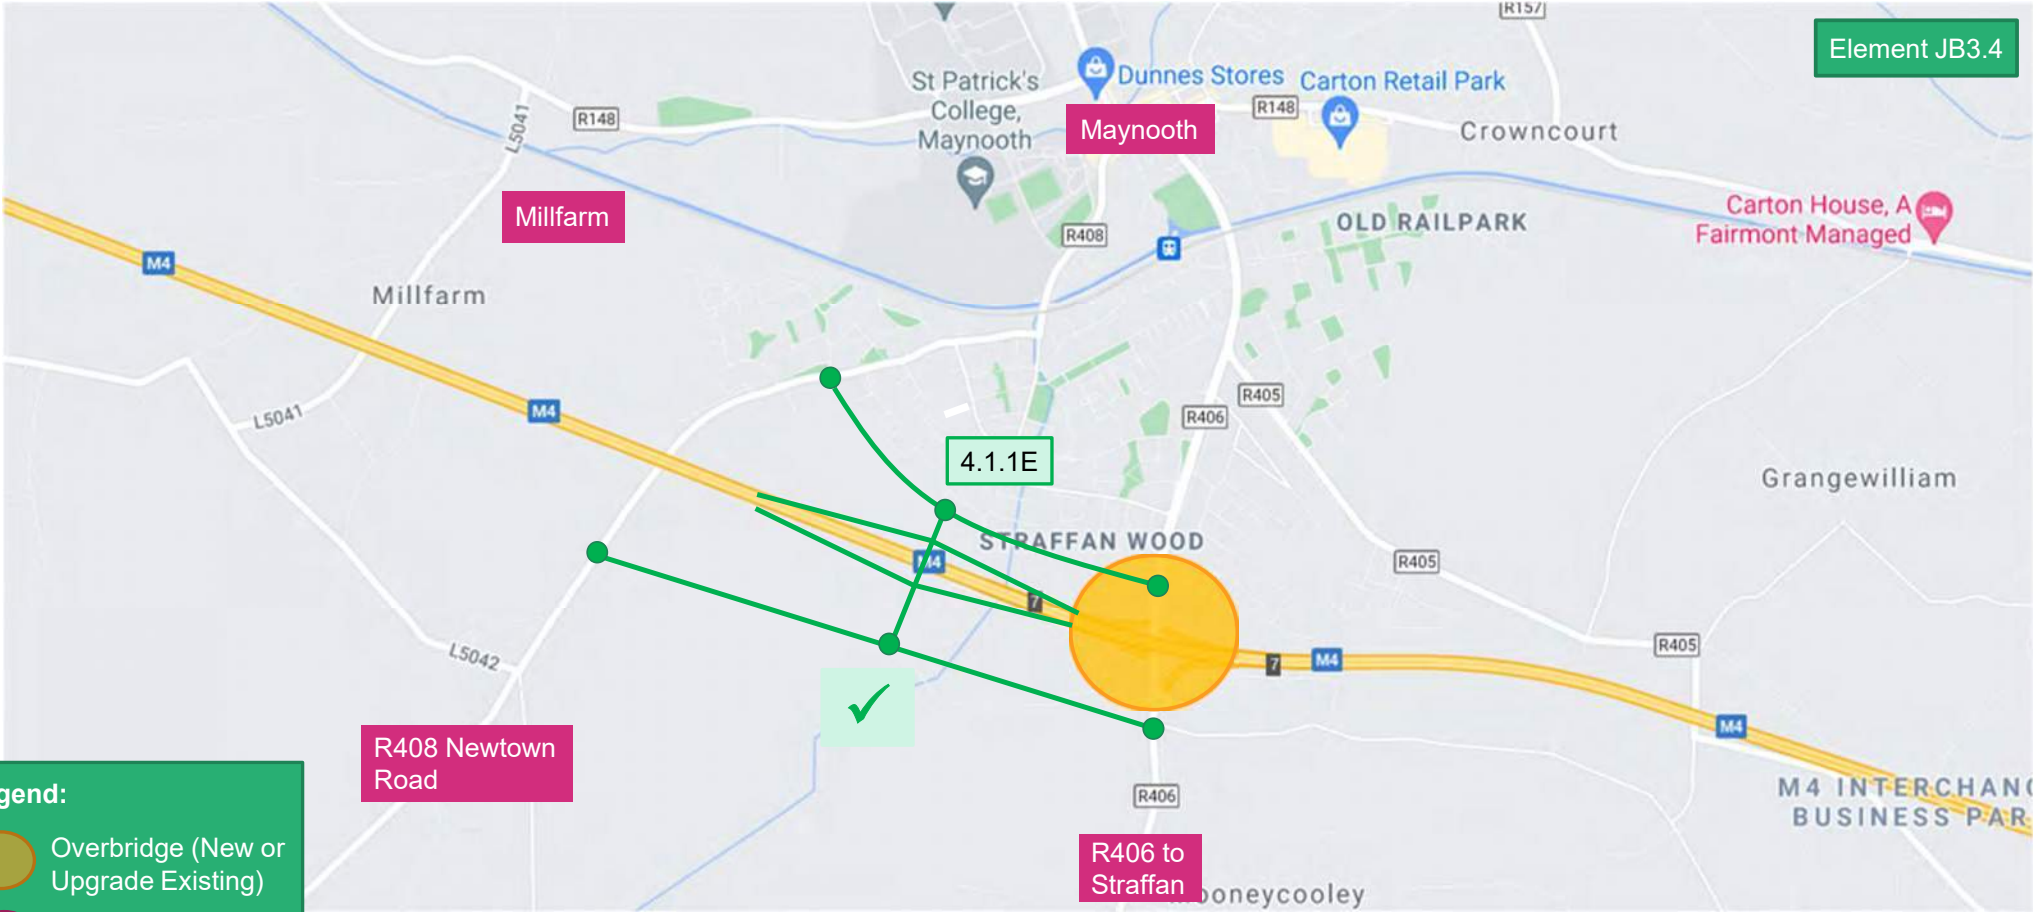 R157
Element JB3.4
St Patrick's
College,
Maynooth
Dunnes Stores
Carton Retail Park
L5041
R148
Maynooth
R148
Crowncourt
Millfarm
Carton House, A
Fairmont Managed
OLD RAILPARK
R408
M4
Millfarm
R405
L5041
M4
R406
4.1.1E
Grangewilliam
STRAFFAN WOOD
M4
R405
7
L5042
7
M4
R405
M4
R408 Newtown
Road
R406
M4 INTERCHANG
BUSINESS PAR
gend:
Overbridge (New or
Upgrade Existing)
R406 to
Straffan
ooneycooley